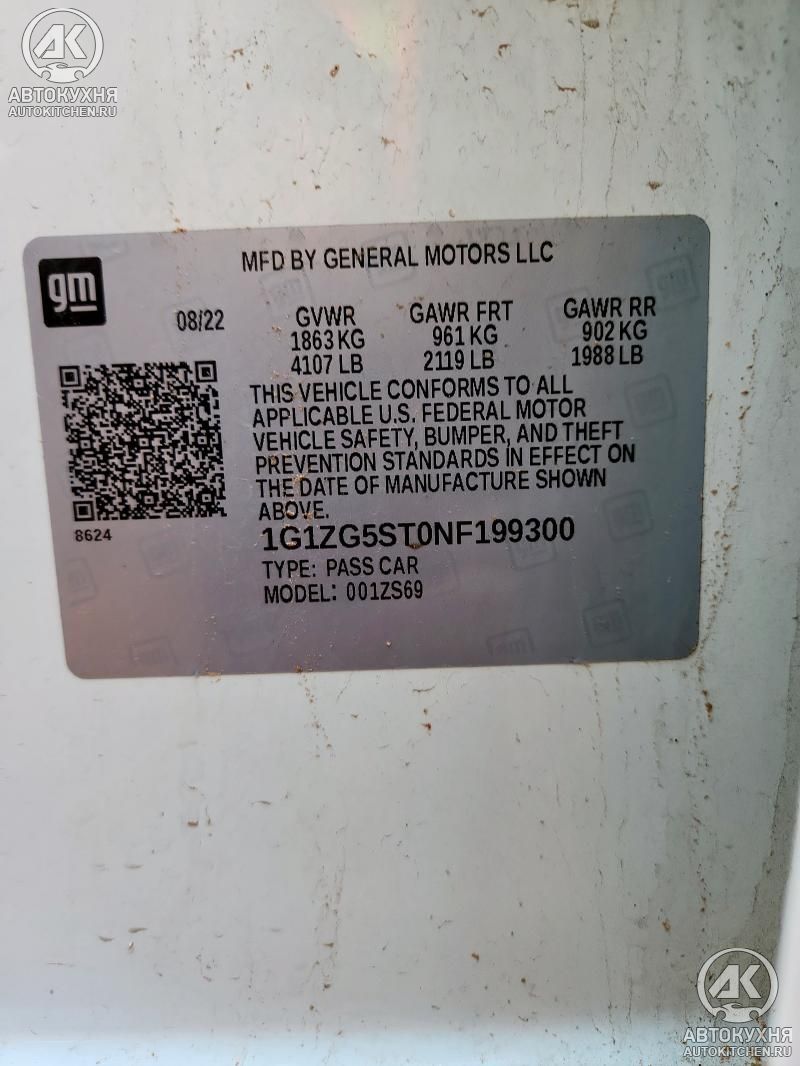 AK
АВТОКУХНЯ
AUTOKITCHEN.RU
gm
MFD BY GENERAL MOTORS LLC
08/22 GVWR GAWR FRT GAWR RR
1863 KG 961 KG 902 KG
4107 LB 2119 LB 1988 LB
THIS VEHICLE CONFORMS TO ALL
APPLICABLE U.S. FEDERAL MOTOR
VEHICLE SAFETY, BUMPER, AND THEFT
PREVENTION STANDARDS IN EFFECT ON
THE DATE OF MANUFACTURE SHOWN
ABOVE.
8624
1G1ZG5ST0NF199300
TYPE: PASS CAR
MODEL: 001ZS69
gm
AK
АВТОКУХНЯ
AUTOKITCHEN.RU